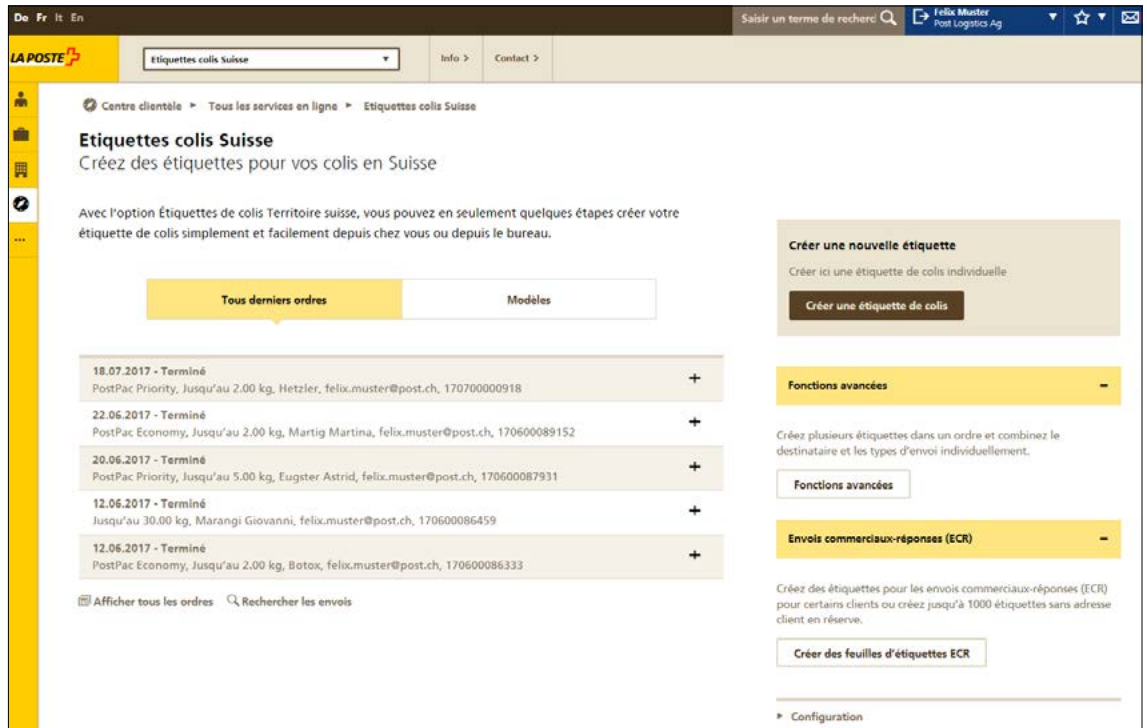 De Fr It En
Saisir un terme de recherc
Felix Muster
Post Logistics Ag
LA POSTE
Etiquettes colis Suisse
Info >
Contact >
Centre clientèle ► Tous les services en ligne ► Etiquettes colis Suisse
Etiquettes colis Suisse
Créez des étiquettes pour vos colis en Suisse
Avec l'option Étiquettes de colis Territoire suisse, vous pouvez en seulement quelques étapes créer votre
étiquette de colis simplement et facilement depuis chez vous ou depuis le bureau.
Tous derniers ordres
Modèles
18.07.2017 - Terminé
PostPac Priority, Jusqu'au 2.00 kg, Hetzler, felix.muster@post.ch, 170700000918
22.06.2017 - Terminé
PostPac Economy, Jusqu'au 2.00 kg, Martig Martina, felix.muster@post.ch, 170600089152
20.06.2017 - Terminé
PostPac Priority, Jusqu'au 5.00 kg, Eugster Astrid, felix.muster@post.ch, 170600087931
12.06.2017 - Terminé
Jusqu'au 30.00 kg, Marangi Giovanni, felix.muster@post.ch, 170600086459
12.06.2017 - Terminé
PostPac Economy, Jusqu'au 2.00 kg, Botox, felix.muster@post.ch, 170600086333
Afficher tous les ordres
Rechercher les envois
Créer une nouvelle étiquette
Créer ici une étiquette de colis individuelle
Créer une étiquette de colis
Fonctions avancées
Créez plusieurs étiquettes dans un ordre et combinez le
destinataire et les types d'envoi individuellement.
Fonctions avancées
Envois commerciaux-réponses (ECR)
Créez des étiquettes pour les envois commerciaux-réponses (ECR)
pour certains clients ou créez jusqu'à 1000 étiquettes sans adresse
client en réserve.
Créer des feuilles d'étiquettes ECR
► Configuration